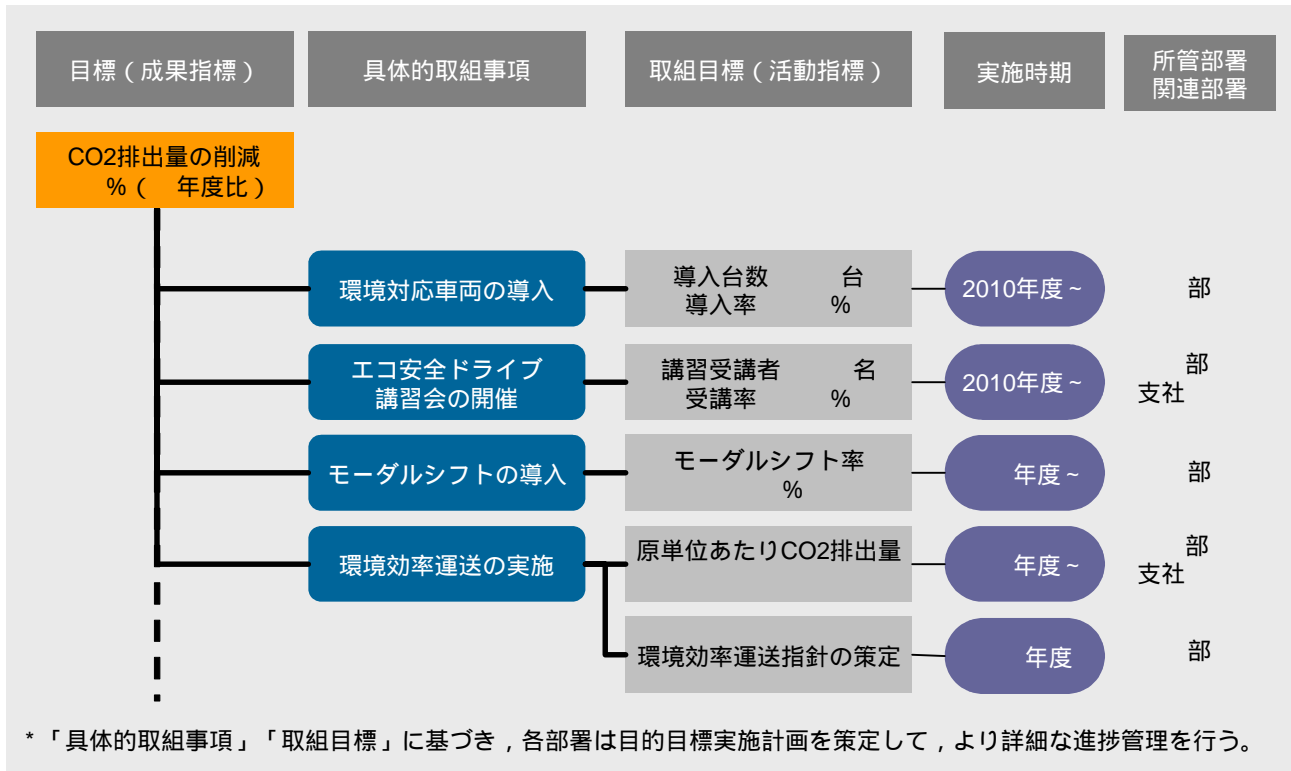 目標（成果指標）
具体的取組事項
取組目標（活動指標）
実施時期
所管部署
関連部署
CO2排出量の削減
%（　年度比）
環境対応車両の導入
導入台数　　　台
導入率　　　%
2010年度~
部
エコ安全ドライブ
講習会の開催
講習受講者　　　名
受講率　　　%
2010年度~
部
支社
モーダルシフトの導入
モーダルシフト率
%
年度~
部
環境効率運送の実施
原単位あたりCO2排出量
年度~
部
支社
環境効率運送指針の策定
年度
部
*「具体的取組事項」「取組目標」に基づき，各部署は目的目標実施計画を策定して，より詳細な進捗管理を行う。